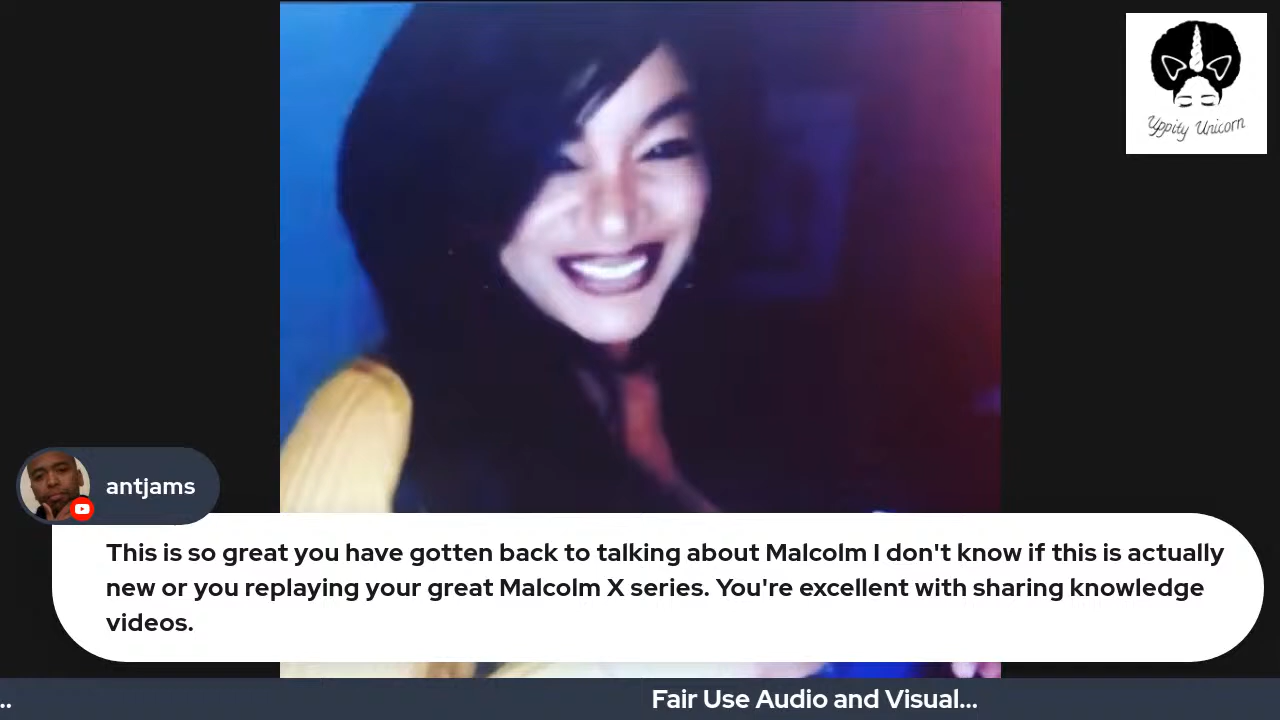 Uppity Unicorn
antjams
This is so great you have gotten back to talking about Malcolm I don't know if this is actually
new or you replaying your great Malcolm X series. You're excellent with sharing knowledge
videos.
.. Fair Use Audio and Visual...